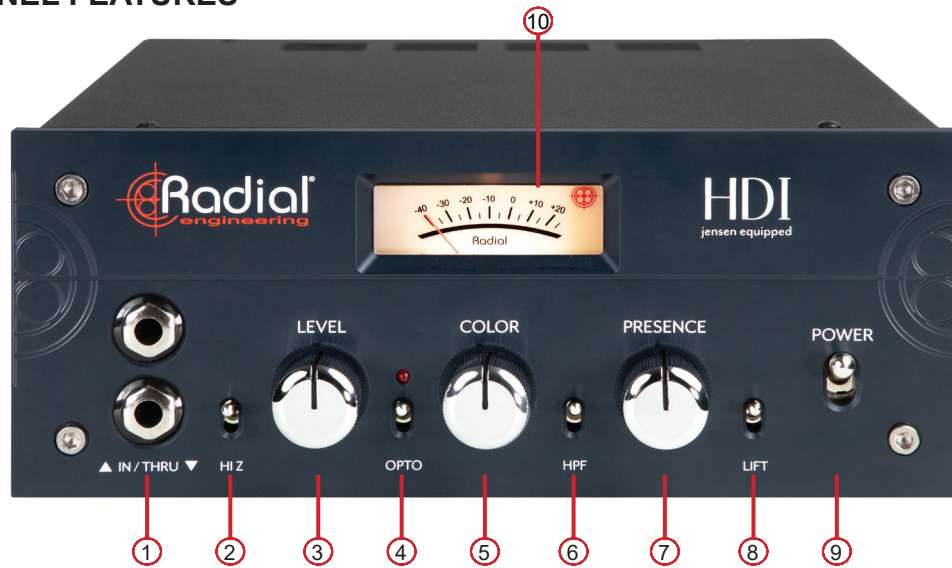 10
Radial®
engineering
-40 -30 -20 -10 0 +10 +20
Radial
HDI
jensen equipped
LEVEL
COLOR
PRESENCE
POWER
▲ IN / THRU ▼
HI Z
OPTO
HPF
LIFT
1 2 3 4 5 6 7 8 9